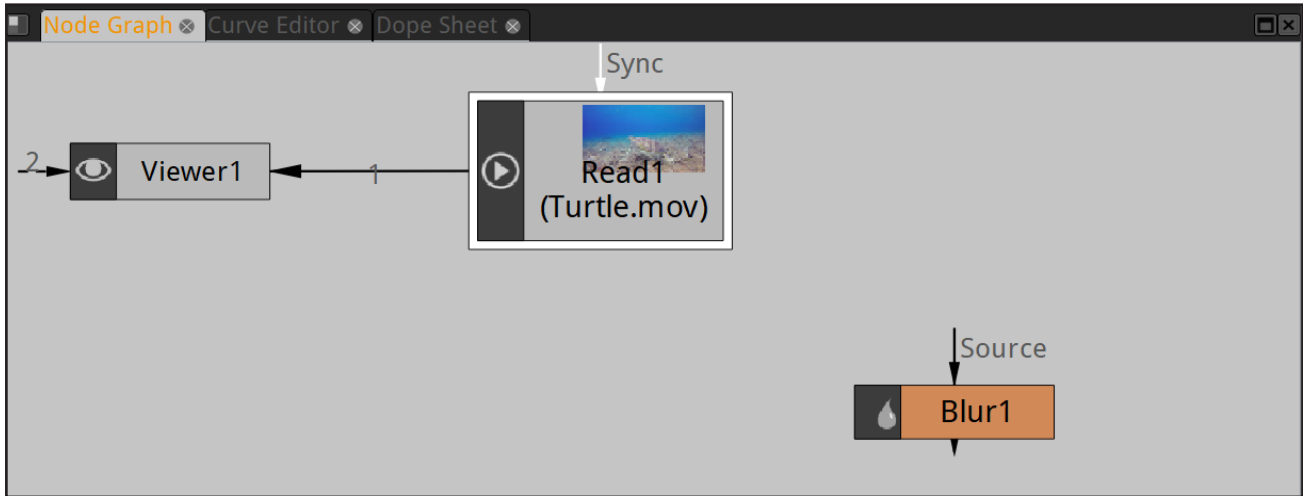 Node Graph Curve Editor Dope Sheet
Sync
2 Viewer1 1 Read1
(Turtle.mov)
Source
Blur1